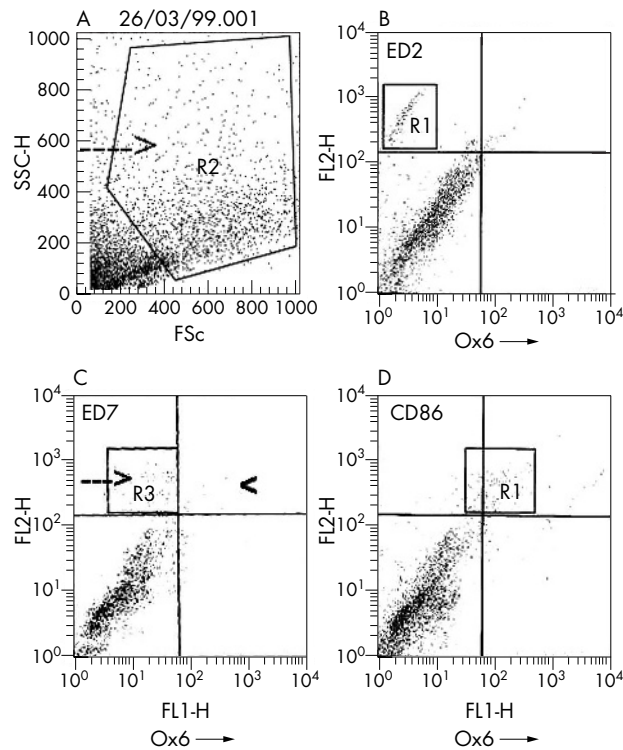 A 26/03/99.001
1000
800
600
400
200
0
SSC-H
R2
0 200 400 600 800 1000
FSc
B
ED2
10⁴
10³
10²
10¹
10⁰
FL2-H
R1
10⁰ 10¹ 10² 10³ 10⁴
Ox6
C
ED7
10⁴
10³
10²
10¹
10⁰
FL2-H
R3
10⁰ 10¹ 10² 10³ 10⁴
FL1-H
Ox6
D
CD86
10⁴
10³
10²
10¹
10⁰
FL2-H
R1
10⁰ 10¹ 10² 10³ 10⁴
FL1-H
Ox6